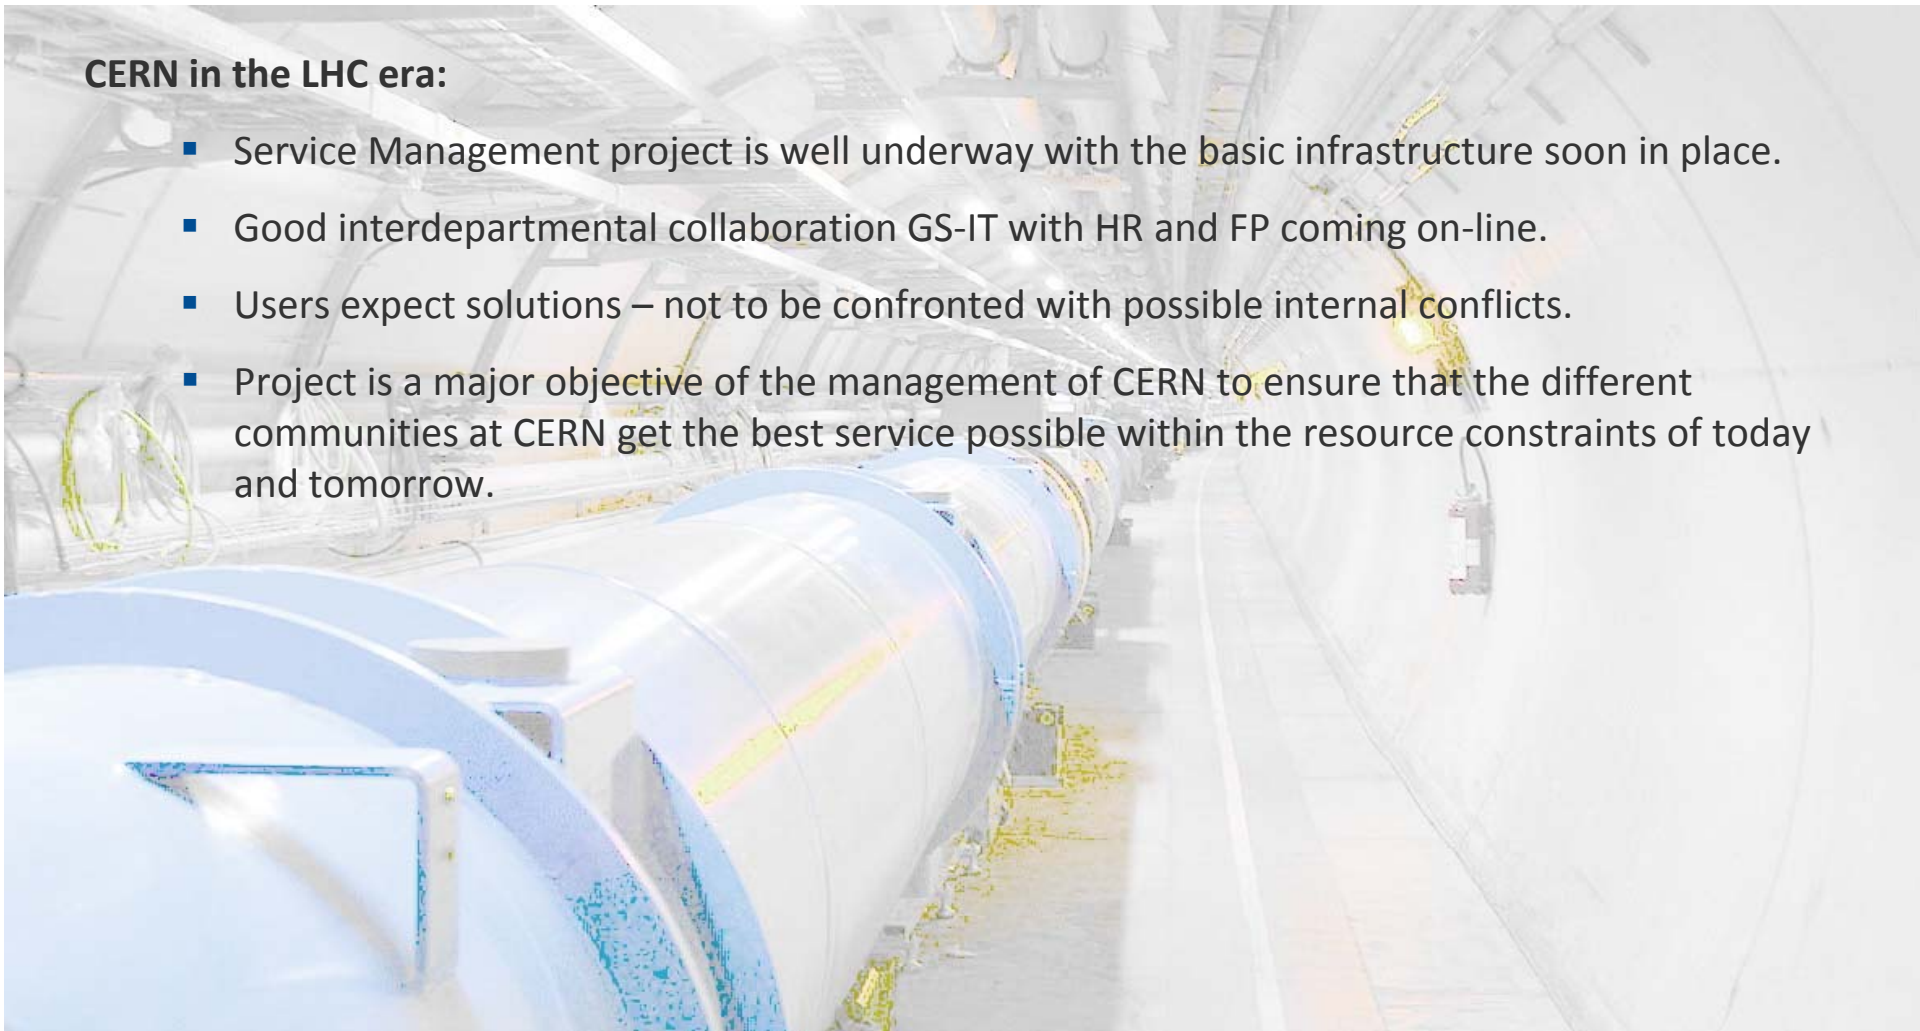 CERN in the LHC era:
▪ Service Management project is well underway with the basic infrastructure soon in place.
▪ Good interdepartmental collaboration GS-IT with HR and FP coming on-line.
▪ Users expect solutions – not to be confronted with possible internal conflicts.
▪ Project is a major objective of the management of CERN to ensure that the different
communities at CERN get the best service possible within the resource constraints of today
and tomorrow.